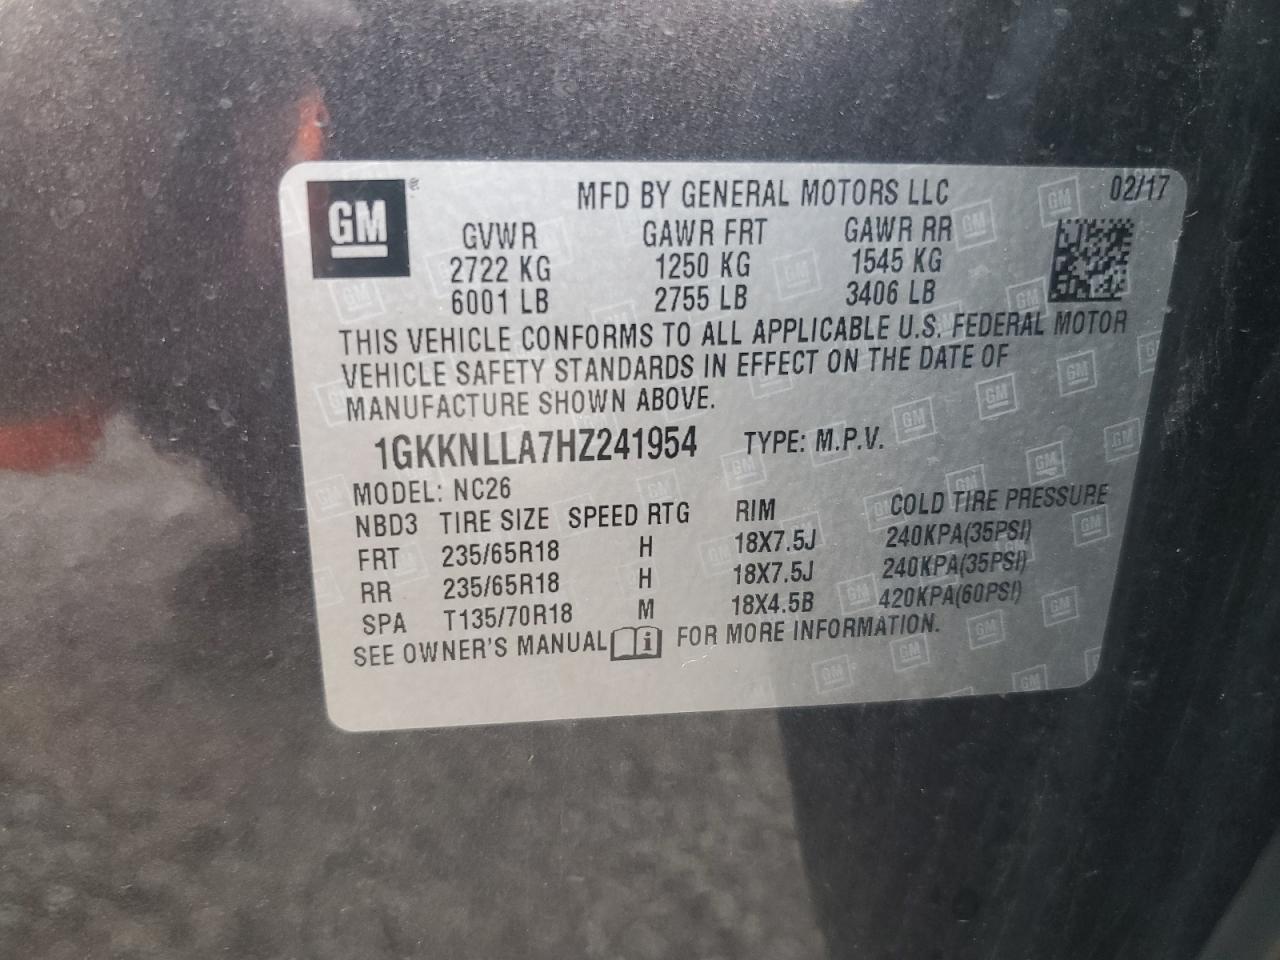 GM
MFD BY GENERAL MOTORS LLC 02/17
GVWR GAWR FRT GAWR RR
2722 KG 1250 KG 1545 KG
6001 LB 2755 LB 3406 LB
THIS VEHICLE CONFORMS TO ALL APPLICABLE U.S. FEDERAL MOTOR
VEHICLE SAFETY STANDARDS IN EFFECT ON THE DATE OF
MANUFACTURE SHOWN ABOVE.
1GKKNLLA7HZ241954 TYPE: M.P.V.
MODEL: NC26
NBD3 TIRE SIZE SPEED RTG RIM COLD TIRE PRESSURE
FRT 235/65R18 H 18X7.5J 240KPA(35PSI)
RR 235/65R18 H 18X7.5J 240KPA(35PSI)
SPA T135/70R18 M 18X4.5B 420KPA(60PSI)
SEE OWNER'S MANUAL i FOR MORE INFORMATION.